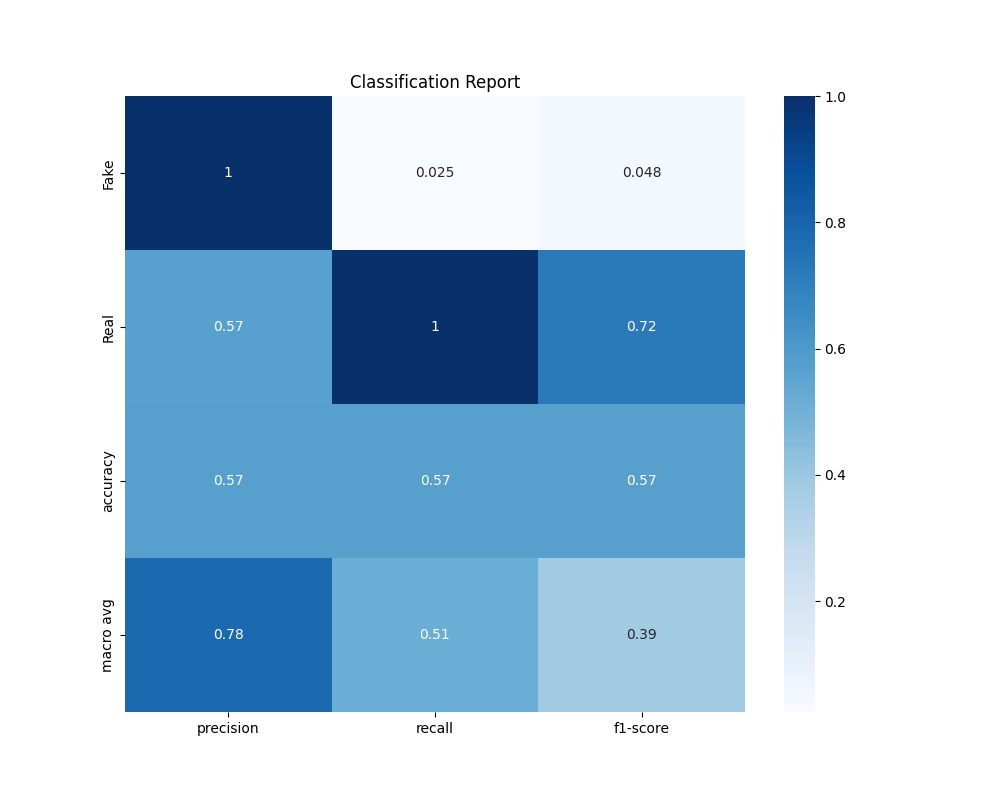 Classification Report
Fake 1 0.025 0.048
Real 0.57 1 0.72
accuracy 0.57 0.57 0.57
macro avg 0.78 0.51 0.39
precision recall f1-score
1.0
0.8
0.6
0.4
0.2